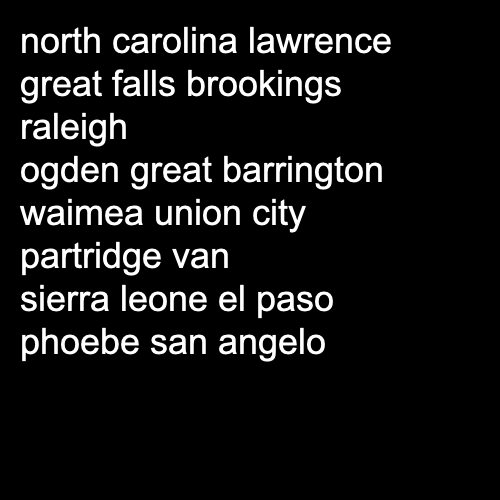 north carolina lawrence
great falls brookings
raleigh
ogden great barrington
waimea union city
partridge van
sierra leone el paso
phoebe san angelo